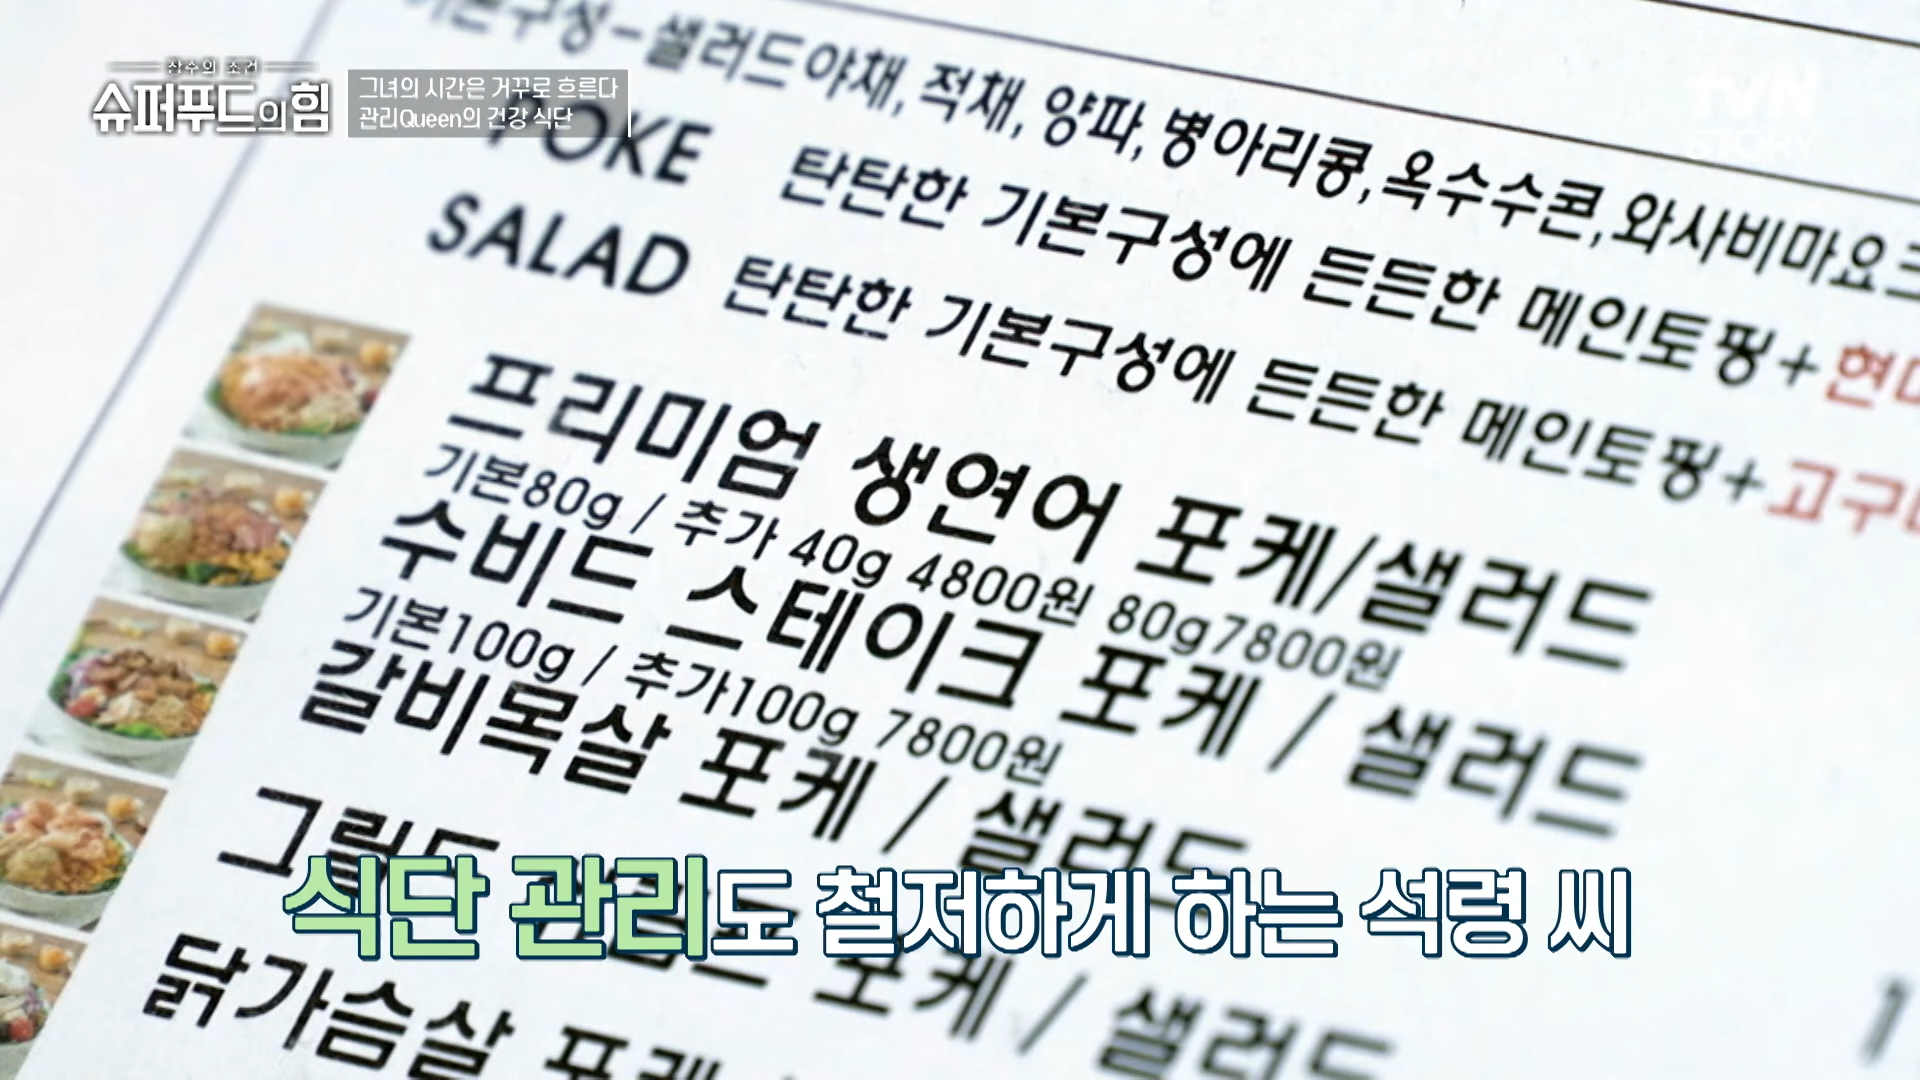 장수의 조건
슈퍼푸드의 힘
그녀의 시간은 거꾸로 흐른다
관리Queen의 건강 식단
tvN
STORY
기본구성-샐러드야채, 적채, 양파, 병아리콩,옥수수콘,와사비마요
POKE 탄탄한 기본구성에 든든한 메인토핑+
SALAD 탄탄한 기본구성에 든든한 메인토핑+
프리미엄 생연어 포케/샐러드
기본80g / 추가 40g 4800원 80g7800원
수비드 스테이크 포케 / 샐러드
기본100g / 추가100g 7800원
갈비목살 포케 / 샐러드
포케 / 샐러드
닭가슴살
식단 관리도 철저하게 하는 석령 씨